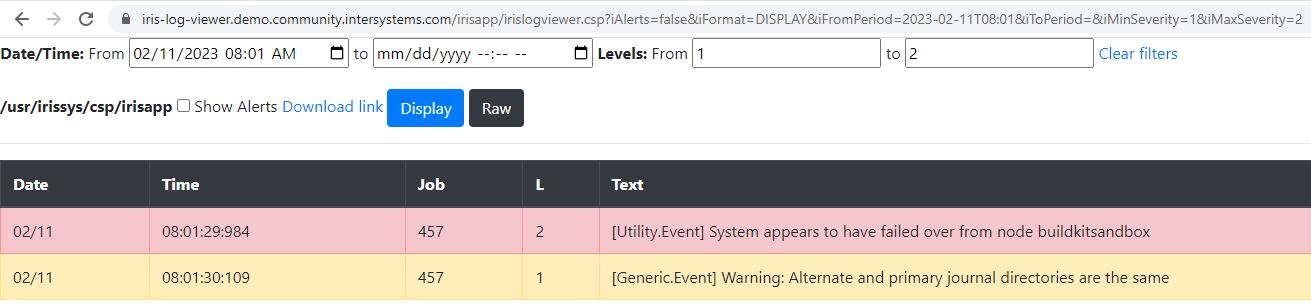 iris-log-viewer.demo.community.intersystems.com/irisapp/irislogviewer.csp?iAlerts=false&iFormat=DISPLAY&iFromPeriod=2023-02-11T08:01&iToPeriod=&iMinSeverity=1&iMaxSeverity=2
Date/Time: From 02/11/2023 08:01 AM to mm/dd/yyyy --:-- -- Levels: From 1 to 2 Clear filters
/usr/irissys/csp/irisapp Show Alerts Download link Display Raw
Date Time Job L Text
02/11 08:01:29:984 457 2 [Utility.Event] System appears to have failed over from node buildkitsandbox
02/11 08:01:30:109 457 1 [Generic.Event] Warning: Alternate and primary journal directories are the same